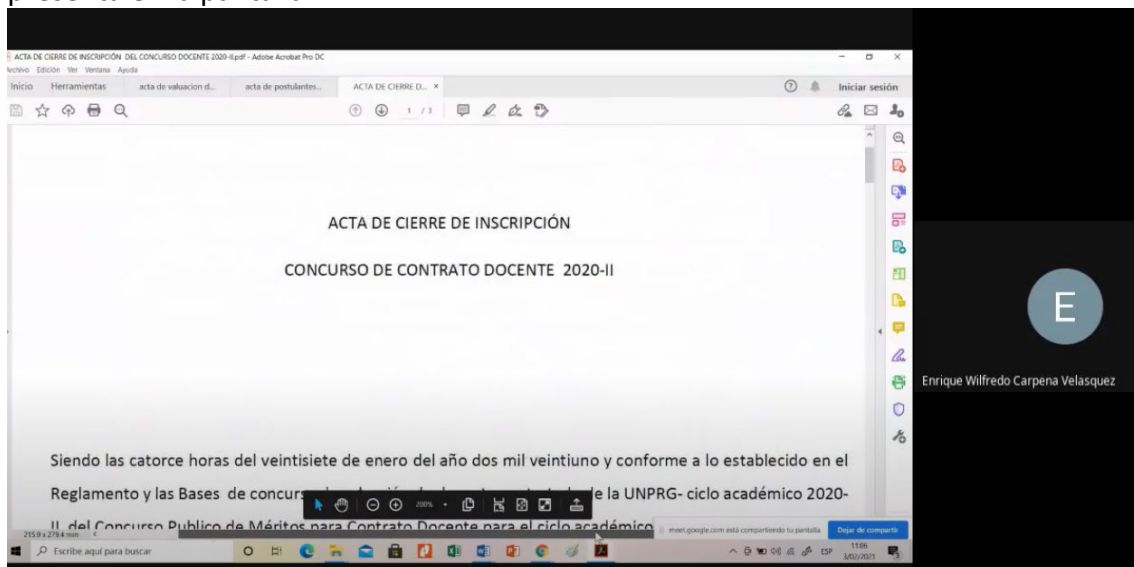 ACTA DE CIERRE DE INSCRIPCIÓN DEL CONCURSO DOCENTE 2020-II.pdf - Adobe Acrobat Pro DC
Archivo Edición Ver Ventana Ayuda
Inicio Herramientas acta de valuacion d... acta de postulantes... ACTA DE CIERRE D... × Iniciar sesión
1 / 3
ACTA DE CIERRE DE INSCRIPCIÓN
CONCURSO DE CONTRATO DOCENTE 2020-II
E
Enrique Wilfredo Carpena Velasquez
Siendo las catorce horas del veintisiete de enero del año dos mil veintiuno y conforme a lo establecido en el
Reglamento y las Bases de concurs de la UNPRG- ciclo académico 2020-
200%
II, del Concurso Publico de Méritos para Contrato Docente para el ciclo académico
215.9 x 279.4 mm
meet.google.com está compartiendo tu pantalla. Dejar de compartir
Escribe aquí para buscar
ESP 11:06
3/02/2021